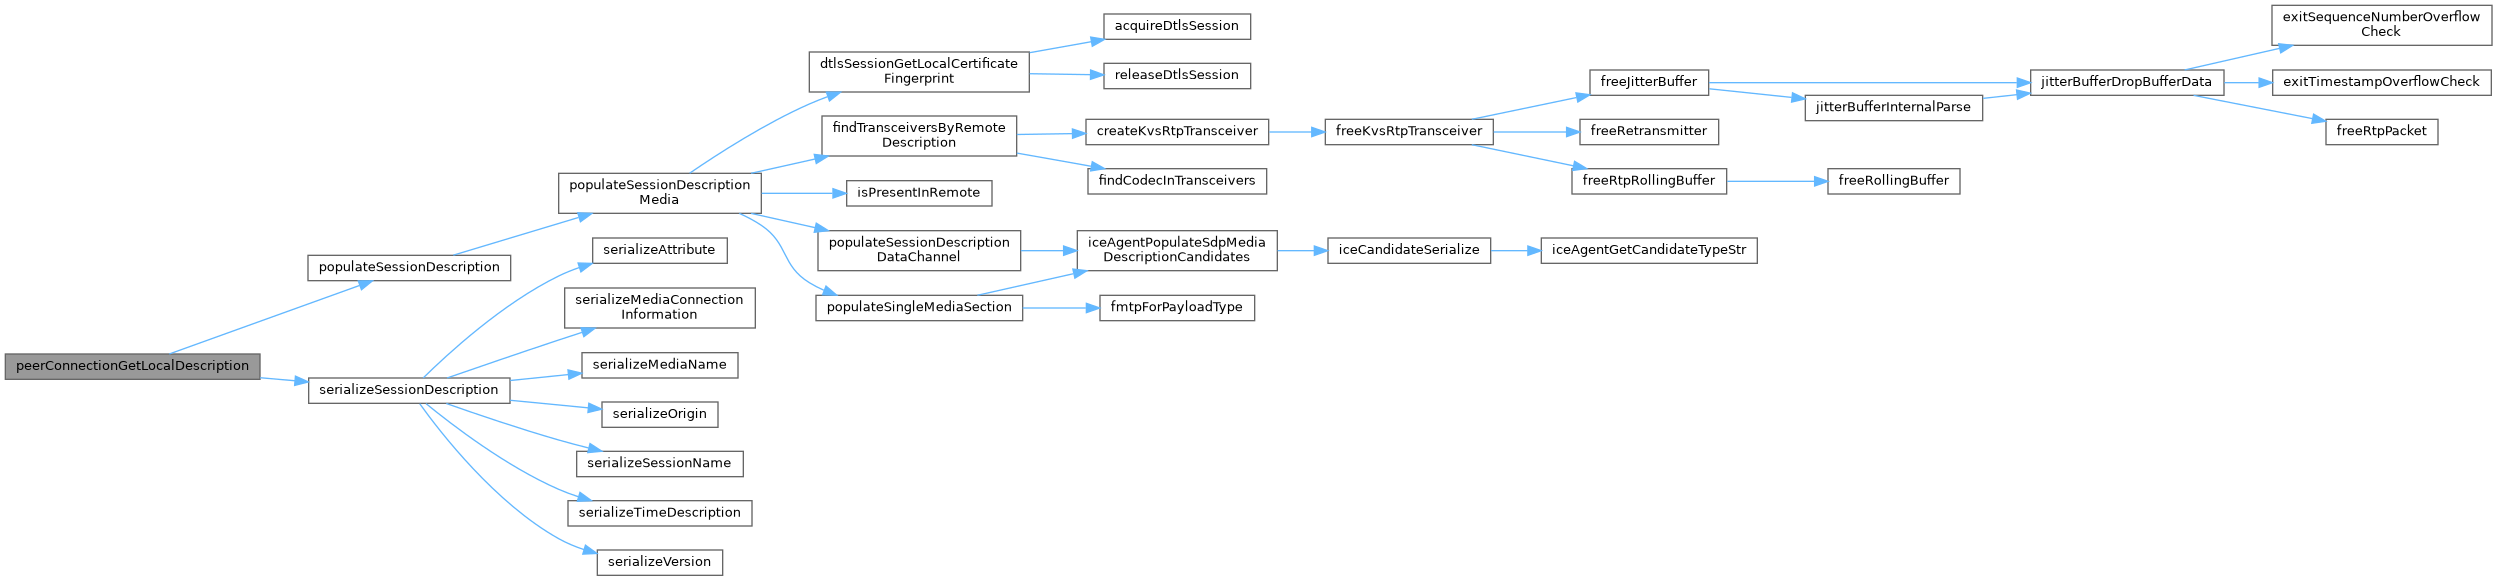 peerConnectionGetLocalDescription
populateSessionDescription
serializeSessionDescription
populateSessionDescription
Media
serializeAttribute
serializeMediaConnection
Information
serializeMediaName
serializeOrigin
serializeSessionName
serializeTimeDescription
serializeVersion
dtlsSessionGetLocalCertificate
Fingerprint
findTransceiversByRemote
Description
isPresentInRemote
populateSessionDescription
DataChannel
populateSingleMediaSection
acquireDtlsSession
releaseDtlsSession
createKvsRtpTransceiver
findCodecInTransceivers
iceAgentPopulateSdpMedia
DescriptionCandidates
fmtpForPayloadType
freeKvsRtpTransceiver
iceCandidateSerialize
freeJitterBuffer
freeRetransmitter
freeRtpRollingBuffer
iceAgentGetCandidateTypeStr
jitterBufferInternalParse
freeRollingBuffer
jitterBufferDropBufferData
exitSequenceNumberOverflow
Check
exitTimestampOverflowCheck
freeRtpPacket